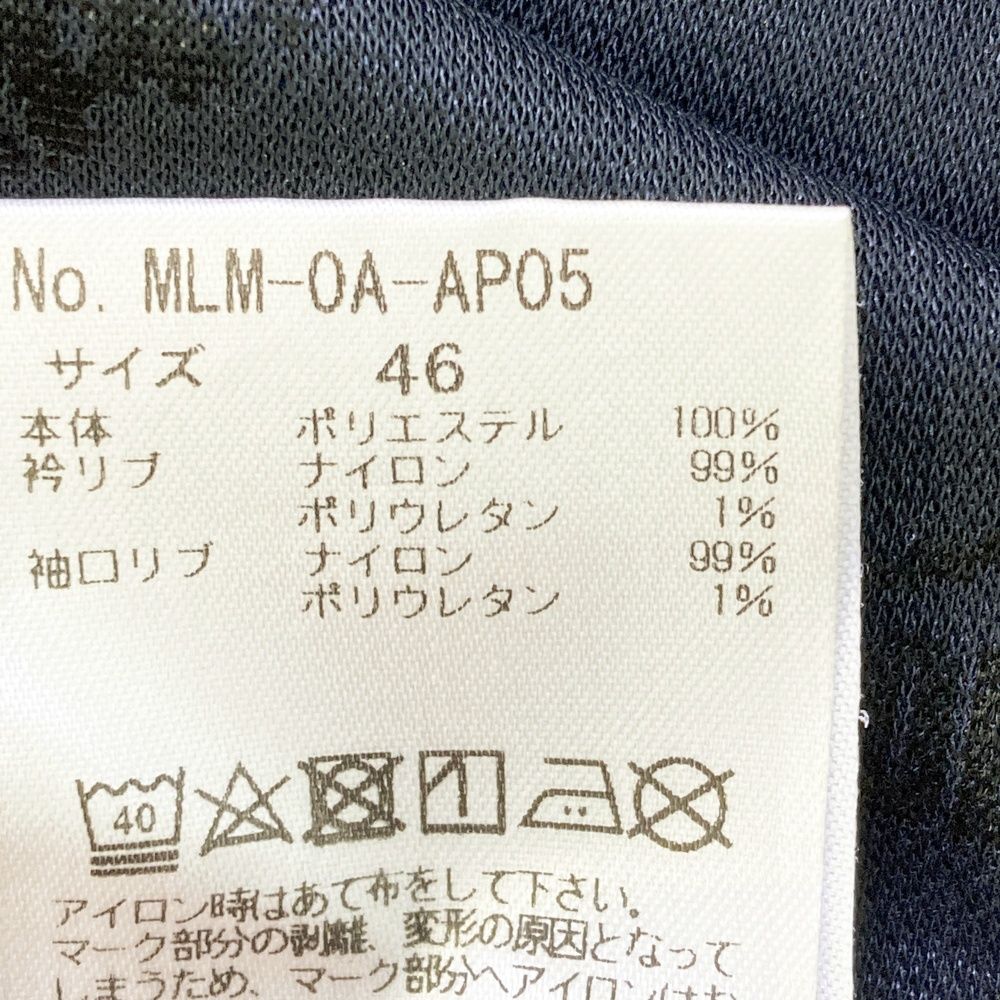 No. MLM-0A-AP05
サイズ 46
本体 ポリエステル 100%
衿リブ ナイロン 99%
ポリウレタン 1%
袖口リブ ナイロン 99%
ポリウレタン 1%
40
アイロン時はあて布をして下さい。
マーク部分の剥離、変形の原因となって
しまうため、マーク部分へアイロンは